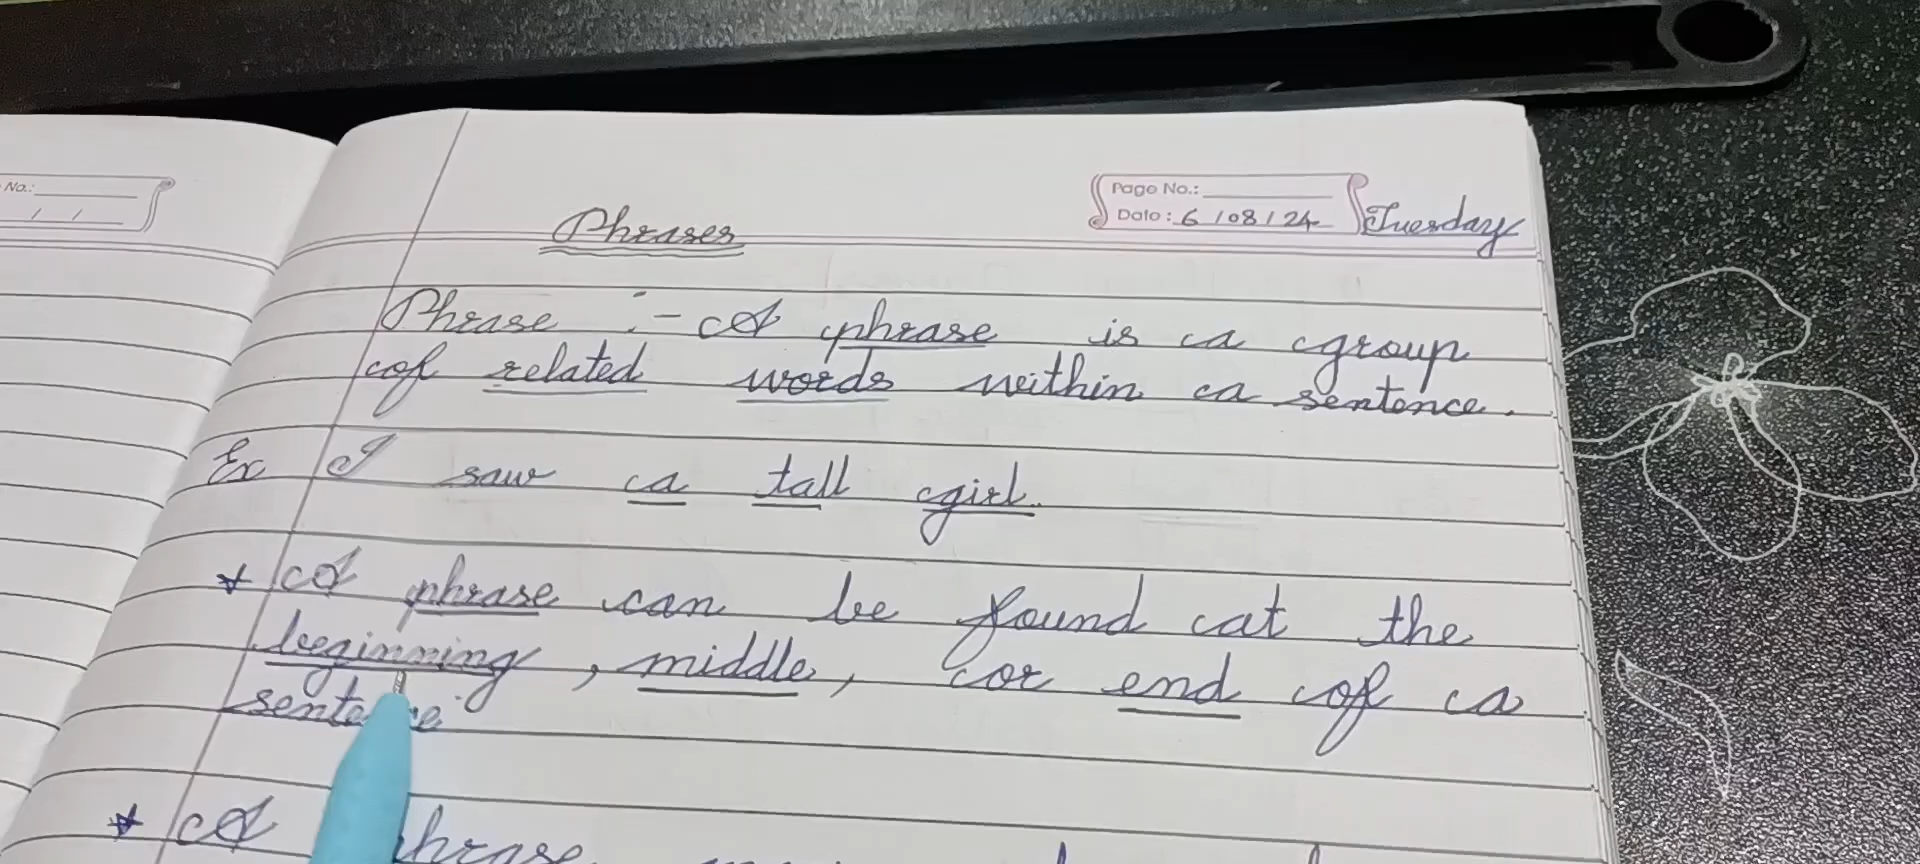 No.:
/ /
Page No.:
Date: 6/08/24 Tuesday
Phrases
Phrase :- A phrase is a group
of related words within a sentence.
Ex I saw a tall girl.
* A phrase can be found at the
beginning, middle, or end of a
sentence.
* A phrase